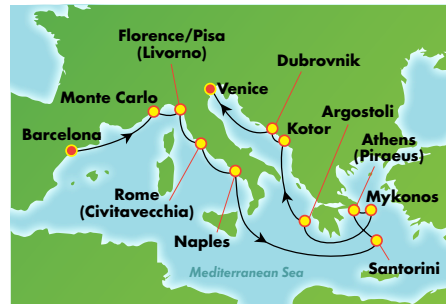 Florence/Pisa
(Livorno)
Dubrovnik
Venice
Monte Carlo
Argostoli
Barcelona
Kotor
Athens
(Piraeus)
Rome
(Civitavecchia)
Mykonos
Naples
Santorini
Mediterranean Sea